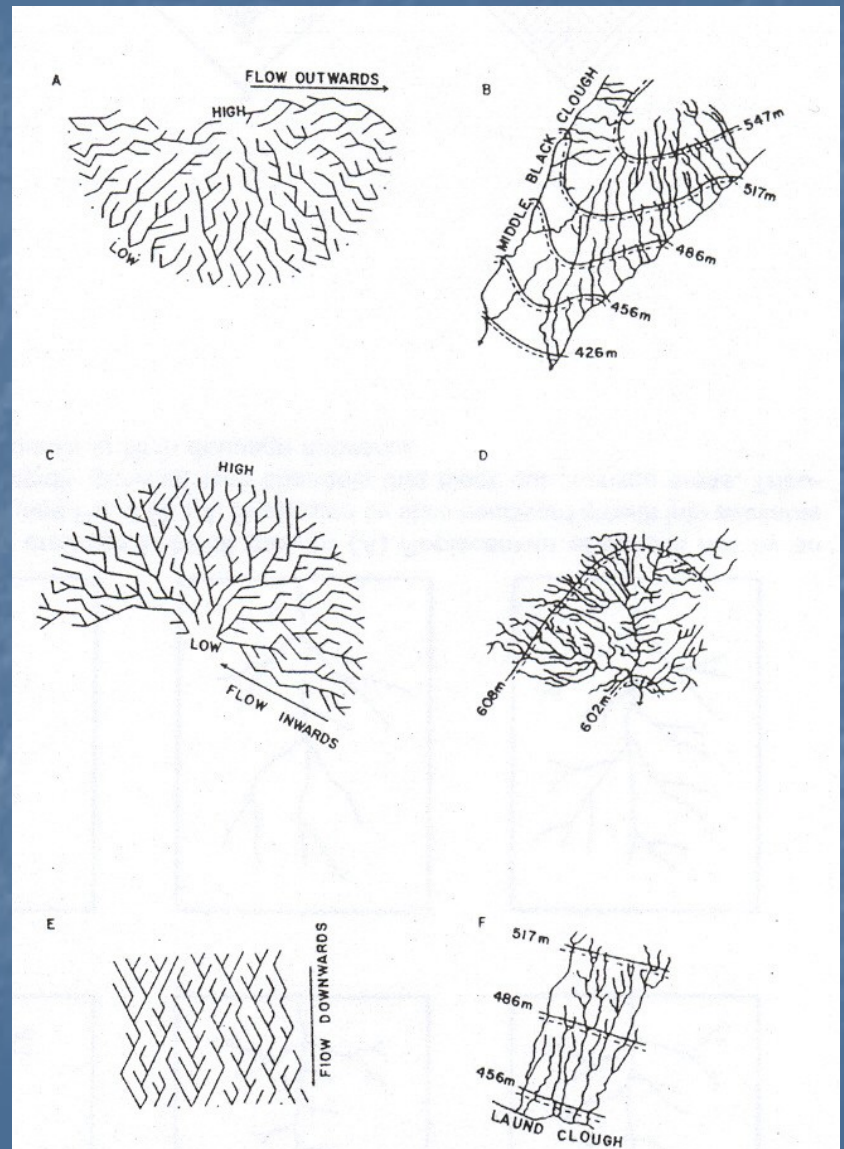 A
FLOW OUTWARDS
HIGH
LOW
B
MIDDLE BLACK CLOUGH
547m
517m
486m
456m
426m
C
HIGH
LOW
FLOW INWARDS
D
608m
602m
E
FlOW DOWNWARDS
F
517m
486m
456m
LAUND CLOUGH